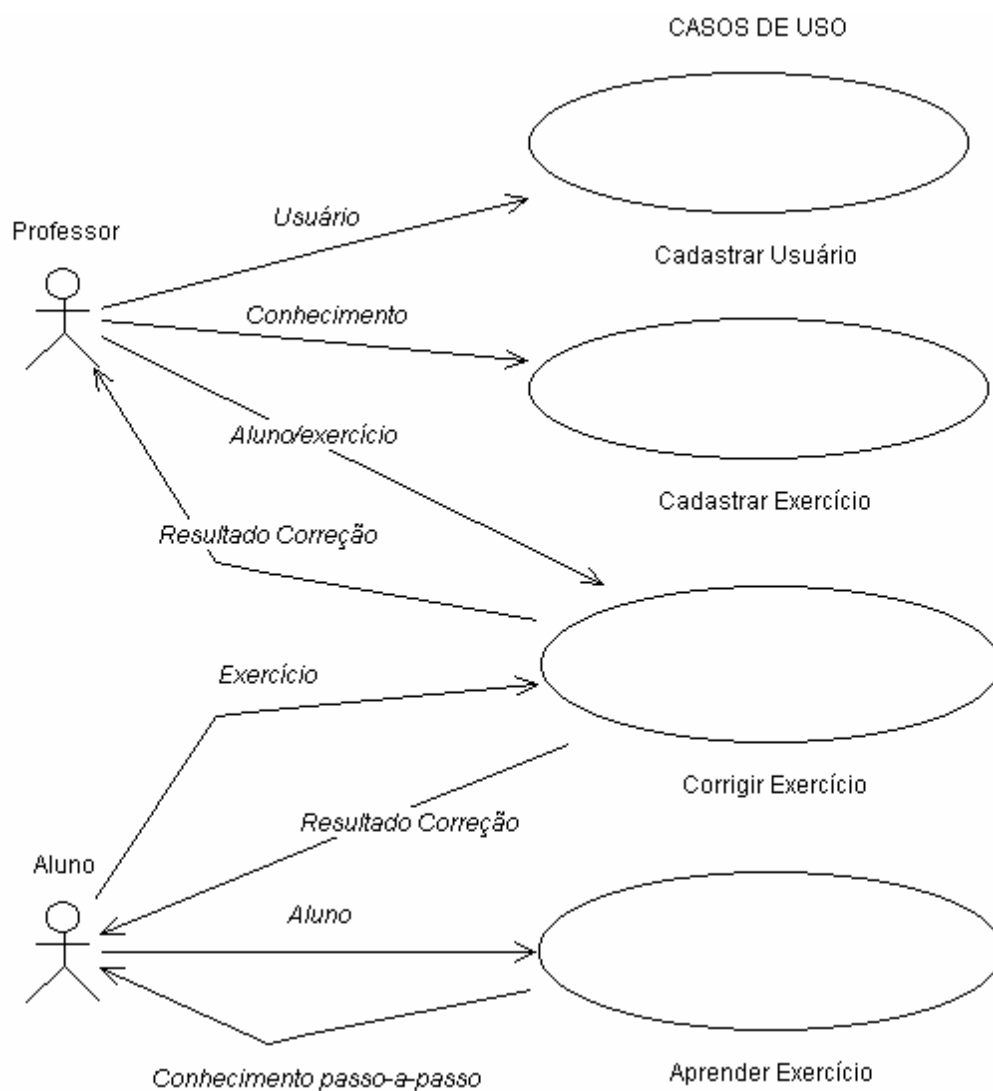 CASOS DE USO
Usuário
Professor
Cadastrar Usuário
Conhecimento
Aluno/exercício
Cadastrar Exercício
Resultado Correção
Exercício
Corrigir Exercício
Resultado Correção
Aluno
Aluno
Conhecimento passo-a-passo
Aprender Exercício